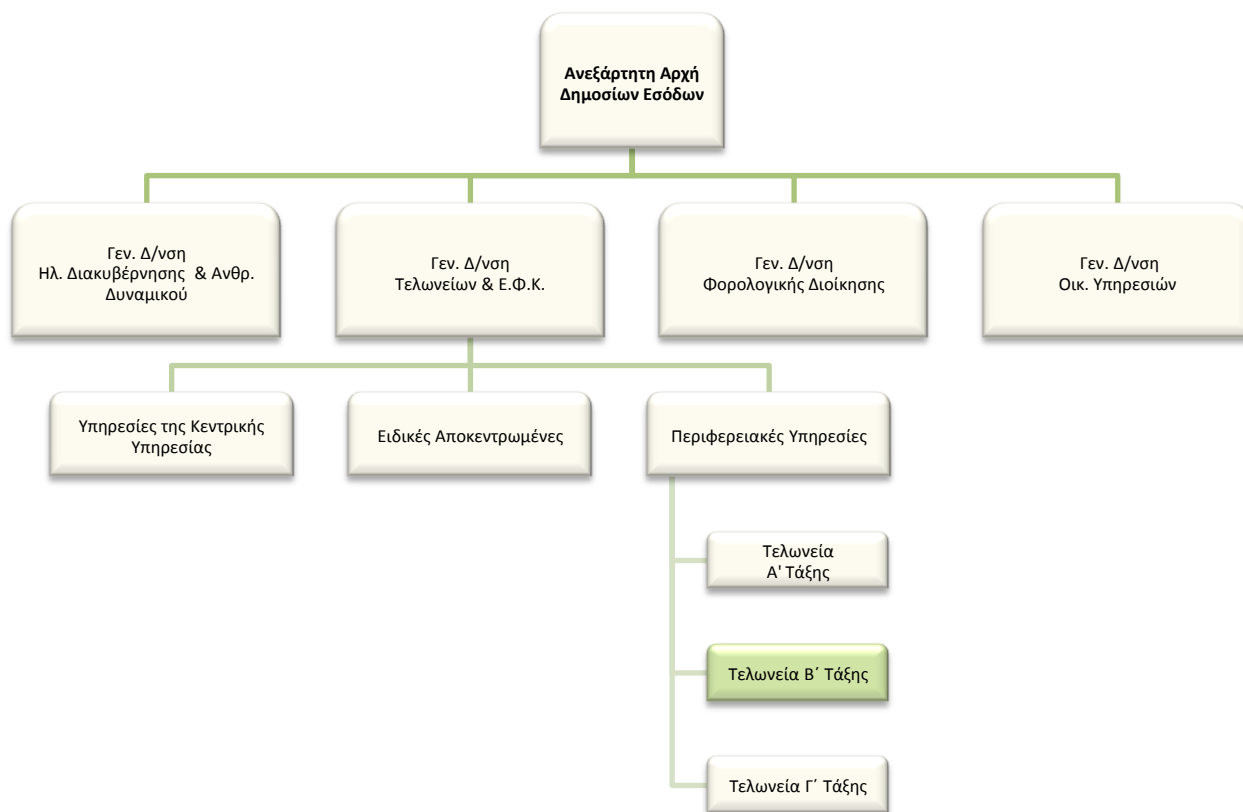 Ανεξάρτητη Αρχή
Δημοσίων Εσόδων
Γεν. Δ/νση
Ηλ. Διακυβέρνησης & Ανθρ.
Δυναμικού
Γεν. Δ/νση
Τελωνείων & Ε.Φ.Κ.
Γεν. Δ/νση
Φορολογικής Διοίκησης
Γεν. Δ/νση
Οικ. Υπηρεσιών
Υπηρεσίες της Κεντρικής
Υπηρεσίας
Ειδικές Αποκεντρωμένες
Περιφερειακές Υπηρεσίες
Τελωνεία
Α' Τάξης
Τελωνεία Β΄ Τάξης
Τελωνεία Γ΄ Τάξης